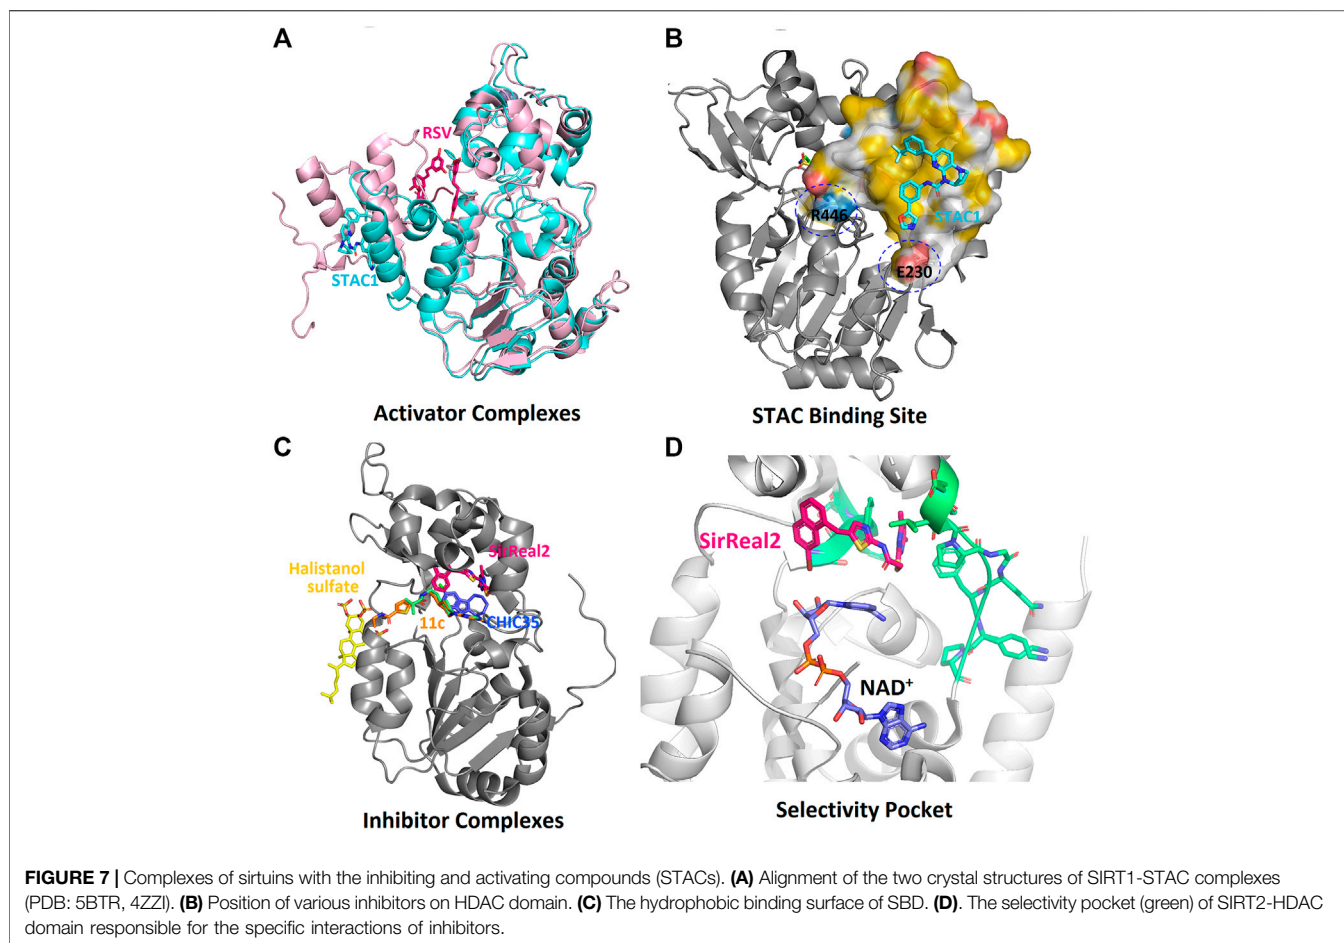 A
RSV
STAC1
Activator Complexes
B
R446
STAC1
E230
STAC Binding Site
C
SirReal2
Halistanol
sulfate
11c
CHIC35
Inhibitor Complexes
D
SirReal2
NAD+
Selectivity Pocket
FIGURE 7 | Complexes of sirtuins with the inhibiting and activating compounds (STACs). (A) Alignment of the two crystal structures of SIRT1-STAC complexes
(PDB: 5BTR, 4ZZI). (B) Position of various inhibitors on HDAC domain. (C) The hydrophobic binding surface of SBD. (D). The selectivity pocket (green) of SIRT2-HDAC
domain responsible for the specific interactions of inhibitors.